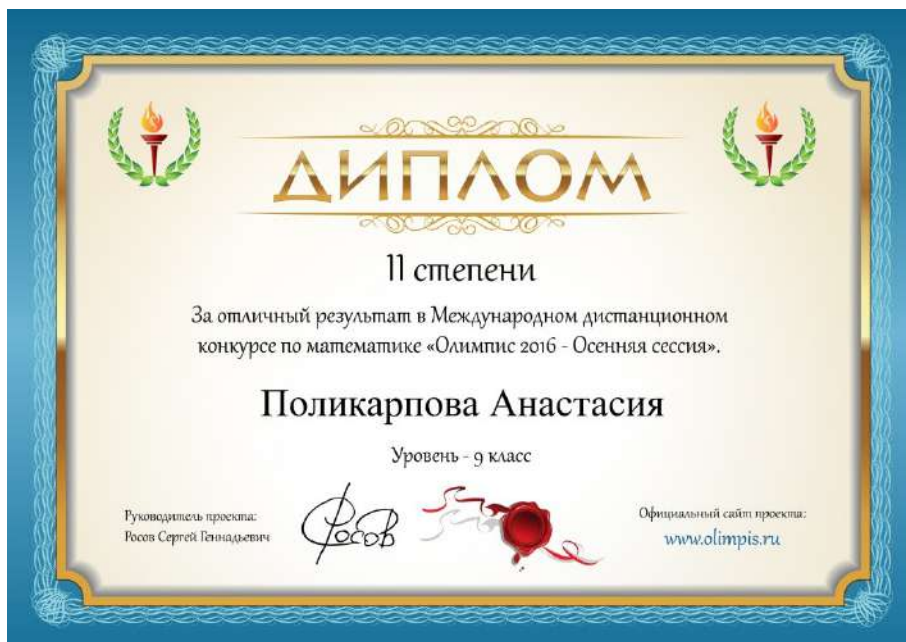 ДИПЛОМ
II степени
За отличный результат в Международном дистанционном
конкурсе по математике «Олимпис 2016 - Осенняя сессия».
Поликарпова Анастасия
Уровень - 9 класс
Руководитель проекта:
Росов Сергей Геннадьевич
Росов
Официальный сайт проекта:
www.olimpis.ru